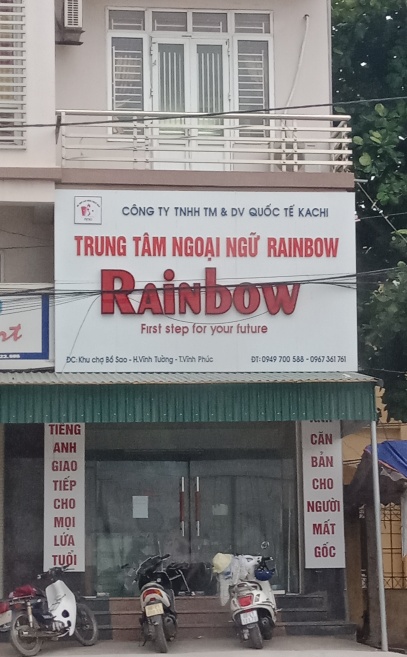 CÔNG TY TNHH TM & DV QUỐC TẾ KACHI
TRUNG TÂM NGOẠI NGỮ RAINBOW
RAINbOW
First step for your future
ĐC: Khu chợ Bồ Sao - H.Vĩnh Tường - T.Vĩnh Phúc
ĐT: 0949 700 588 - 0967 361 761
TIẾNG
ANH
GIAO
TIẾP
CHO
MỌI
LỨA
TUỔI
CĂN
BẢN
CHO
NGƯỜI
MẤT
GỐC